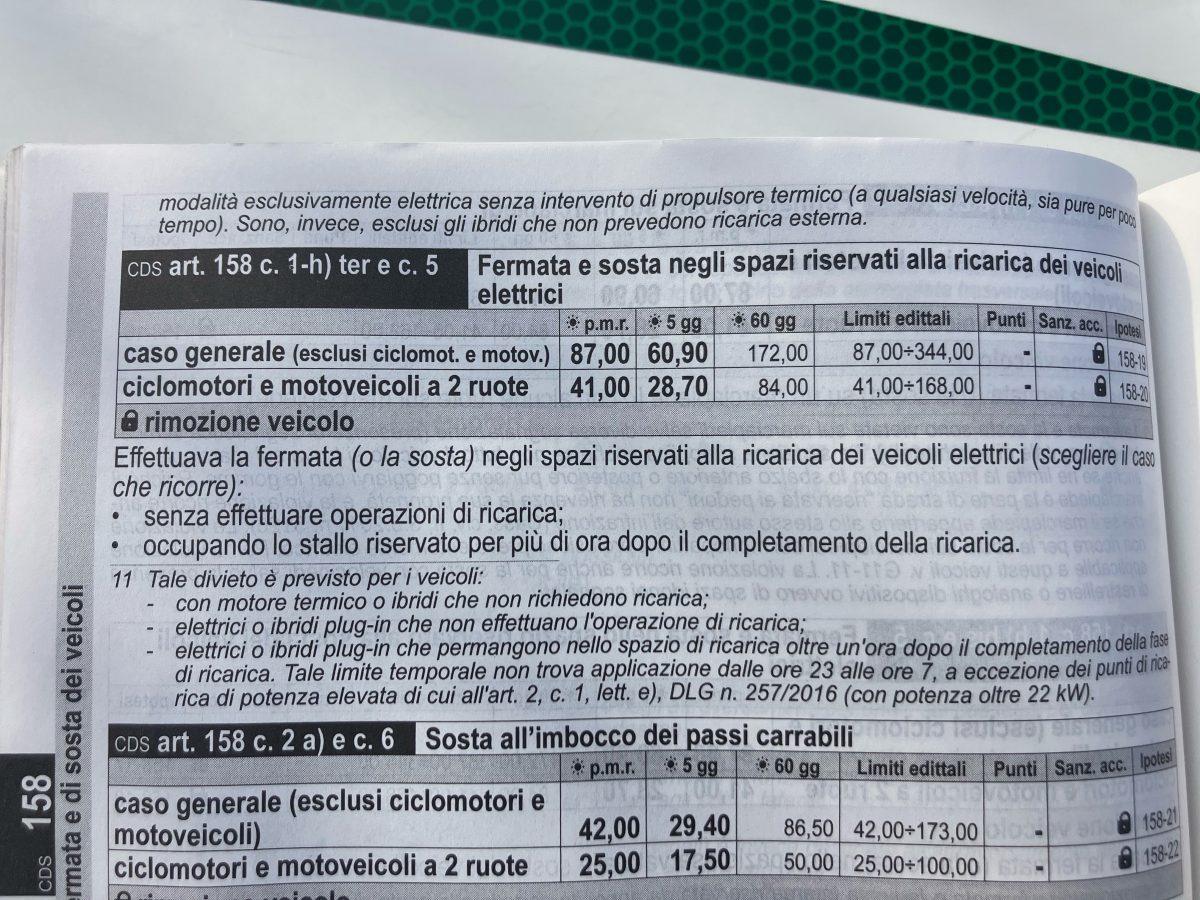 modalità esclusivamente elettrica senza intervento di propulsore termico (a qualsiasi velocità, sia pure per poco
tempo). Sono, invece, esclusi gli ibridi che non prevedono ricarica esterna.
CDS art. 158 c. 1-h) ter e c. 5 Fermata e sosta negli spazi riservati alla ricarica dei veicoli
elettrici
p.m.r. 5 gg 60 gg Limiti edittali Punti Sanz. acc. Ipotesi
caso generale (esclusi ciclomot. e motov.) 87,00 60,90 172,00 87,00÷344,00 - 158-19
ciclomotori e motoveicoli a 2 ruote 41,00 28,70 84,00 41,00÷168,00 - 158-20
rimozione veicolo
Effettuava la fermata (o la sosta) negli spazi riservati alla ricarica dei veicoli elettrici (scegliere il caso
che ricorre):
• senza effettuare operazioni di ricarica;
• occupando lo stallo riservato per più di ora dopo il completamento della ricarica.
11 Tale divieto è previsto per i veicoli:
- con motore termico o ibridi che non richiedono ricarica;
- elettrici o ibridi plug-in che non effettuano l'operazione di ricarica;
- elettrici o ibridi plug-in che permangono nello spazio di ricarica oltre un'ora dopo il completamento della fase
di ricarica. Tale limite temporale non trova applicazione dalle ore 23 alle ore 7, a eccezione dei punti di rica-
rica di potenza elevata di cui all'art. 2, c. 1, lett. e), DLG n. 257/2016 (con potenza oltre 22 kW).
CDS art. 158 c. 2 a) e c. 6 Sosta all'imbocco dei passi carrabili
p.m.r. 5 gg 60 gg Limiti edittali Punti Sanz. acc. Ipotesi
caso generale (esclusi ciclomotori e
motoveicoli) 42,00 29,40 86,50 42,00÷173,00 - 158-21
ciclomotori e motoveicoli a 2 ruote 25,00 17,50 50,00 25,00÷100,00 - 158-22
rimozione veicolo
CDS 158 ermata e di sosta dei veicoli